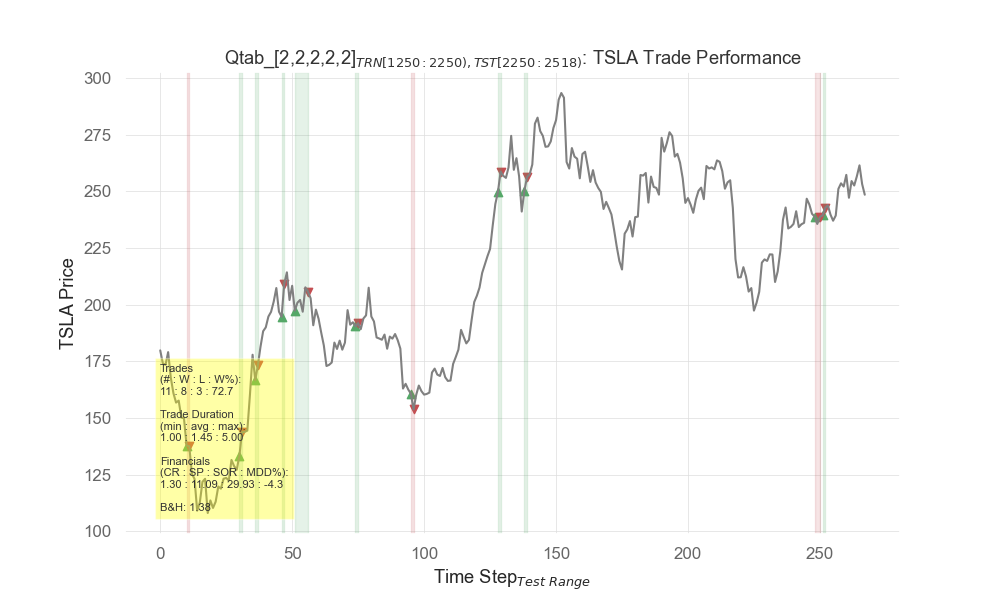 Qtab_[2,2,2,2,2]TRN[1250:2250),TST[2250:2518): TSLA Trade Performance
300
275
250
225
200
175
150
125
100
TSLA Price
Trades
(# : W : L : W%):
11 : 8 : 3 : 72.7
Trade Duration
(min : avg : max):
1.00 : 1.45 : 5.00
Financials
(CR : SP : SOR : MDD%):
1.30 : 11.09 : 29.93 : -4.3
B&H: 1.38
0
50
100
150
200
250
Time StepTest Range